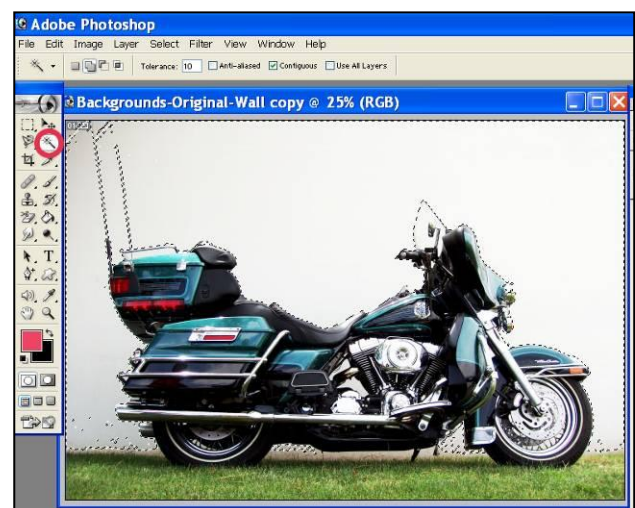 Adobe Photoshop
File Edit Image Layer Select Filter View Window Help
Tolerance: 10 Anti-aliased Contiguous Use All Layers
Backgrounds-Original-Wall copy @ 25% (RGB)
T